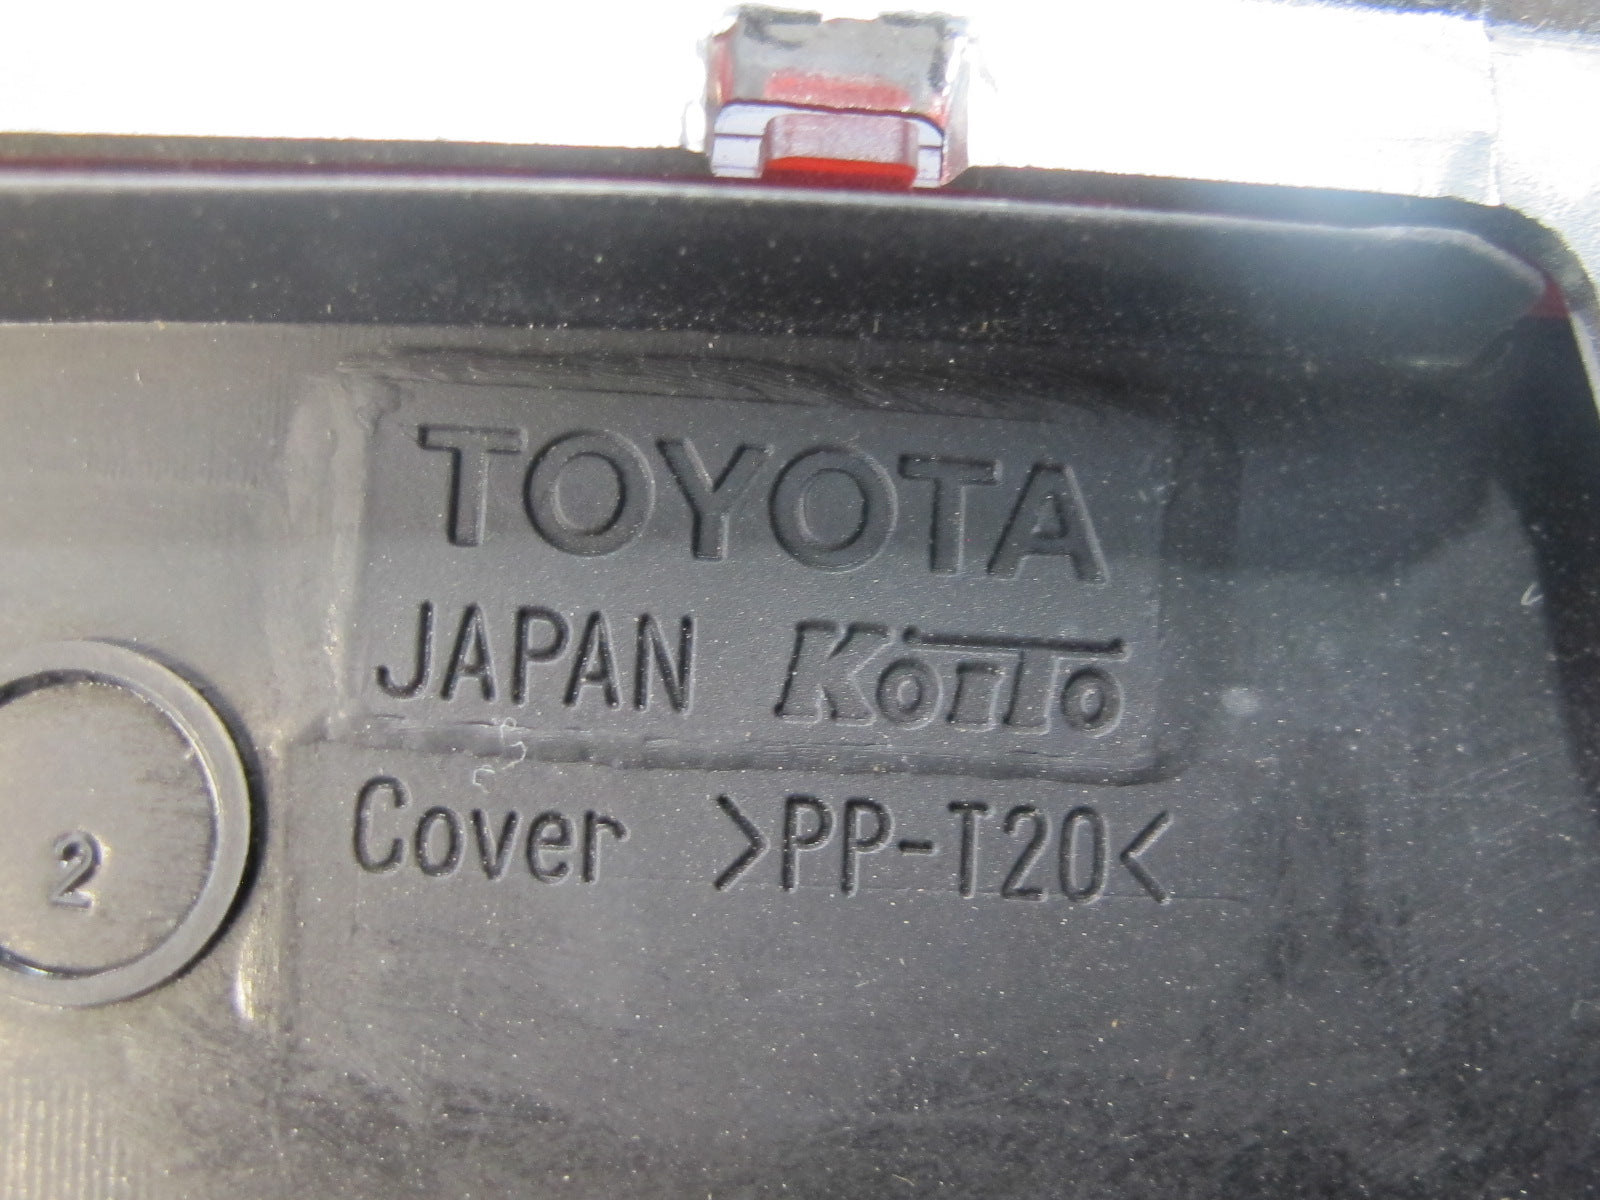 TOYOTA
JAPAN KoiTo
Cover >PP-T20<
2